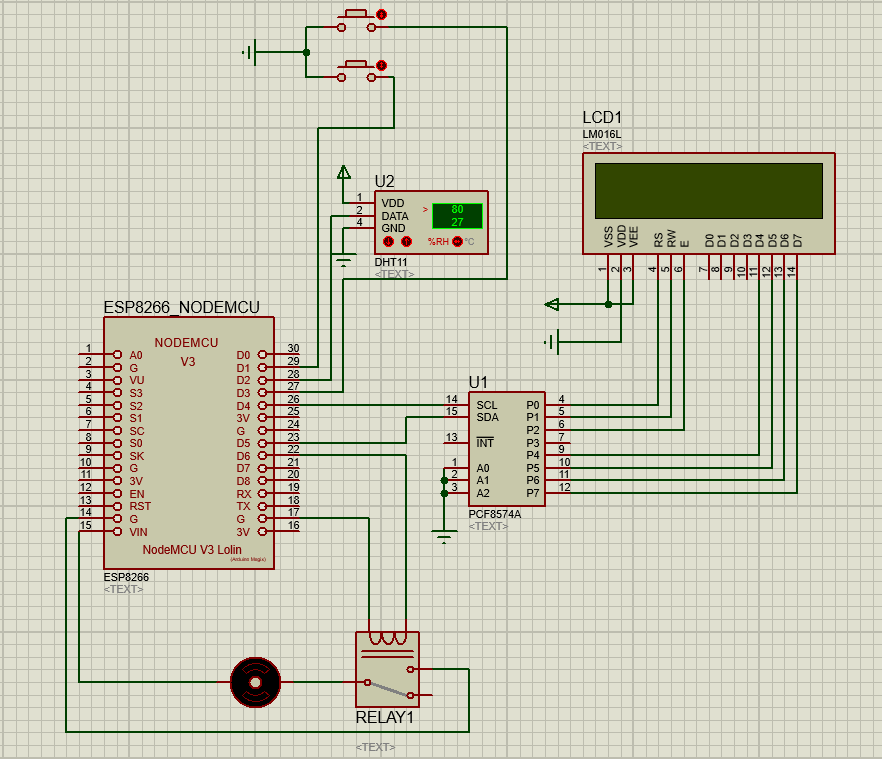 LCD1
LM016L
<TEXT>
VSS
VDD
VEE
RS
RW
E
D0
D1
D2
D3
D4
D5
D6
D7
1
2
3
4
5
6
7
8
9
10
11
12
13
14
U2
1 VDD
2 DATA
4 GND
> 80
27
%RH °C
DHT11
<TEXT>
ESP8266_NODEMCU
NODEMCU
V3
1 A0 D0 30
2 G D1 29
3 VU D2 28
4 S3 D3 27
5 S2 D4 26
6 S1 3V 25
7 SC G 24
8 S0 D5 23
9 SK D6 22
10 G D7 21
11 3V D8 20
12 EN RX 19
13 RST TX 18
14 G G 17
15 VIN 3V 16
NodeMCU V3 Lolin
(Arduino Magix)
ESP8266
<TEXT>
U1
14 SCL P0 4
15 SDA P1 5
P2 6
13 INT P3 7
P4 9
1 A0 P5 10
2 A1 P6 11
3 A2 P7 12
PCF8574A
<TEXT>
RELAY1
<TEXT>